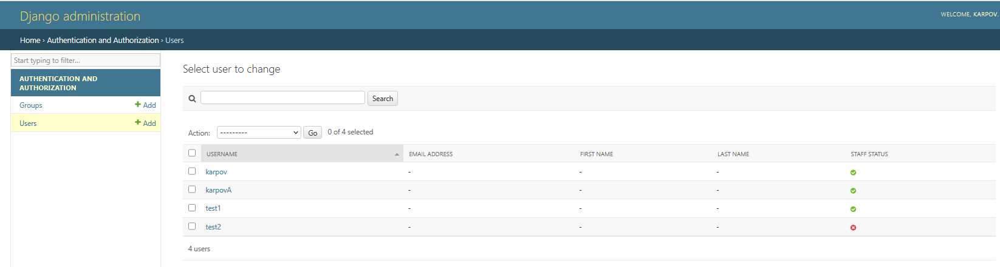 Django administration
WELCOME, KARPOV.
Home › Authentication and Authorization › Users
Start typing to filter...
AUTHENTICATION AND
AUTHORIZATION
Groups + Add
Users + Add
Select user to change
Search
Action: --------- Go 0 of 4 selected
USERNAME EMAIL ADDRESS FIRST NAME LAST NAME STAFF STATUS
karpov - - -
karpovA - - -
test1 - - -
test2 - - -
4 users